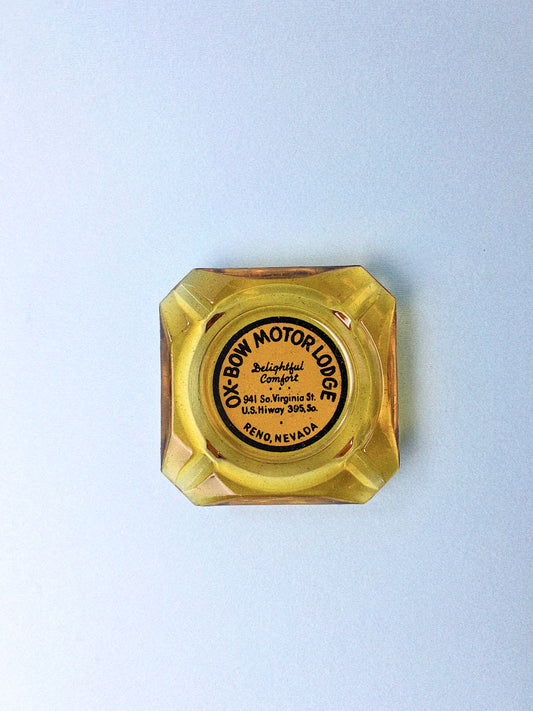 OX-BOW MOTOR LODGE
Delightful
Comfort
941 So. Virginia St.
U.S. Hiway 395, So.
RENO, NEVADA